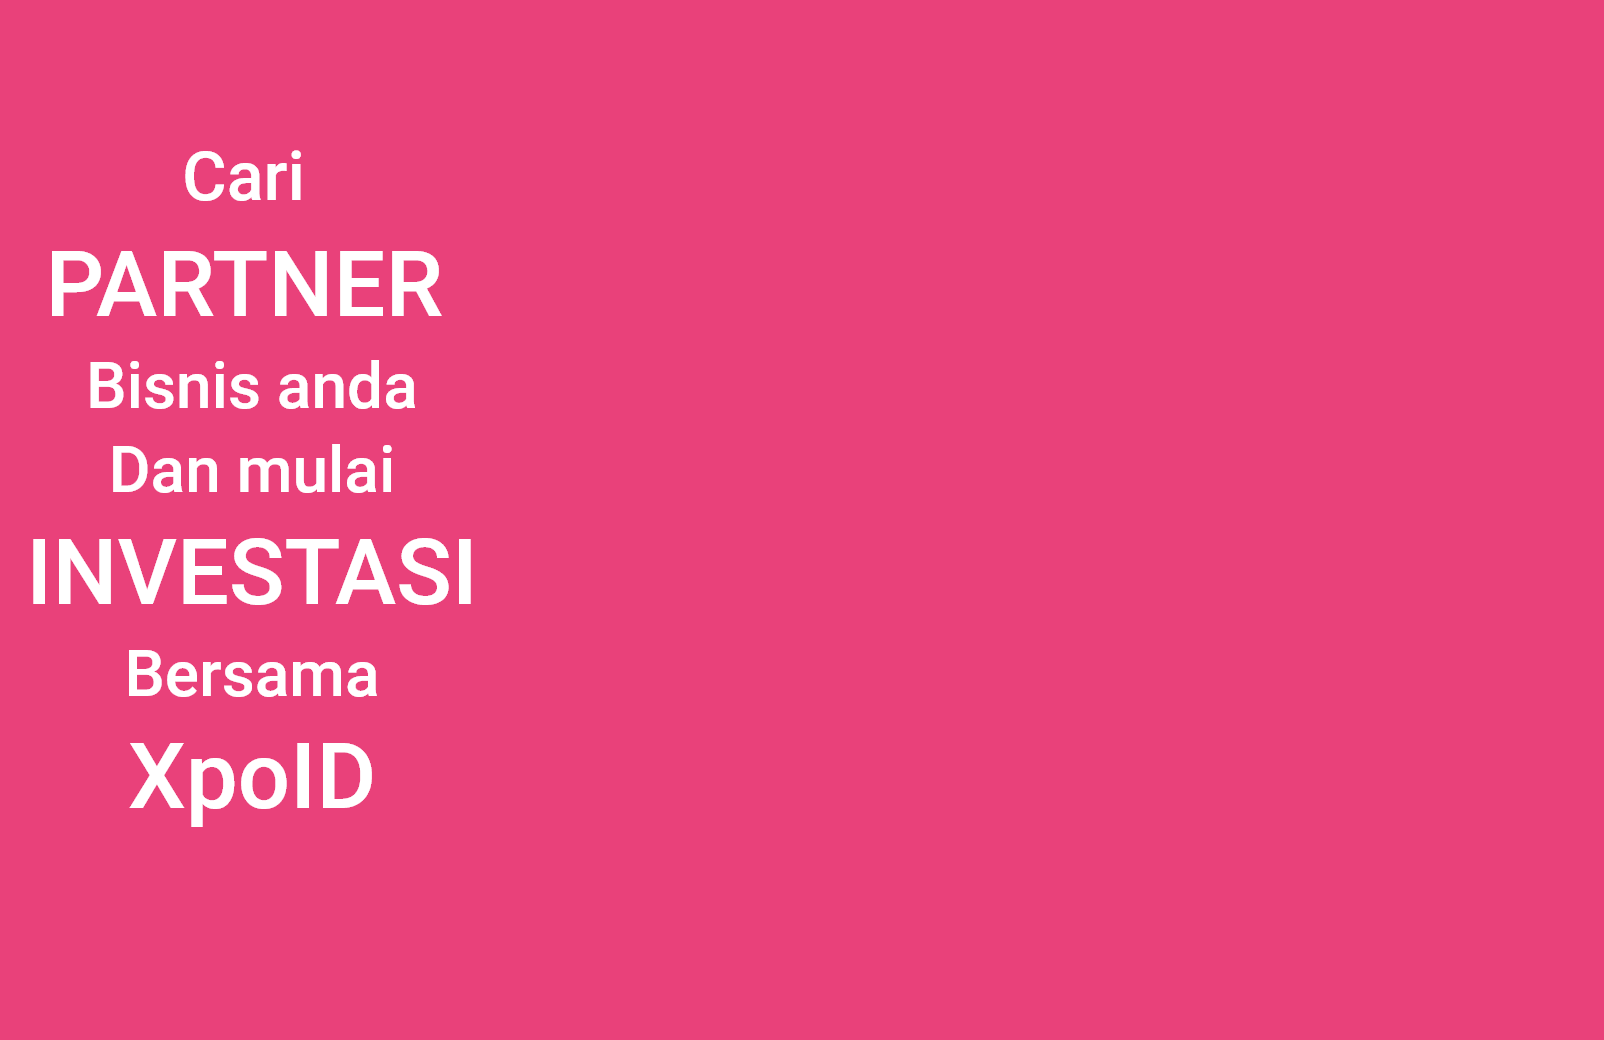 Cari
PARTNER
Bisnis anda
Dan mulai
INVESTASI
Bersama
XpoID